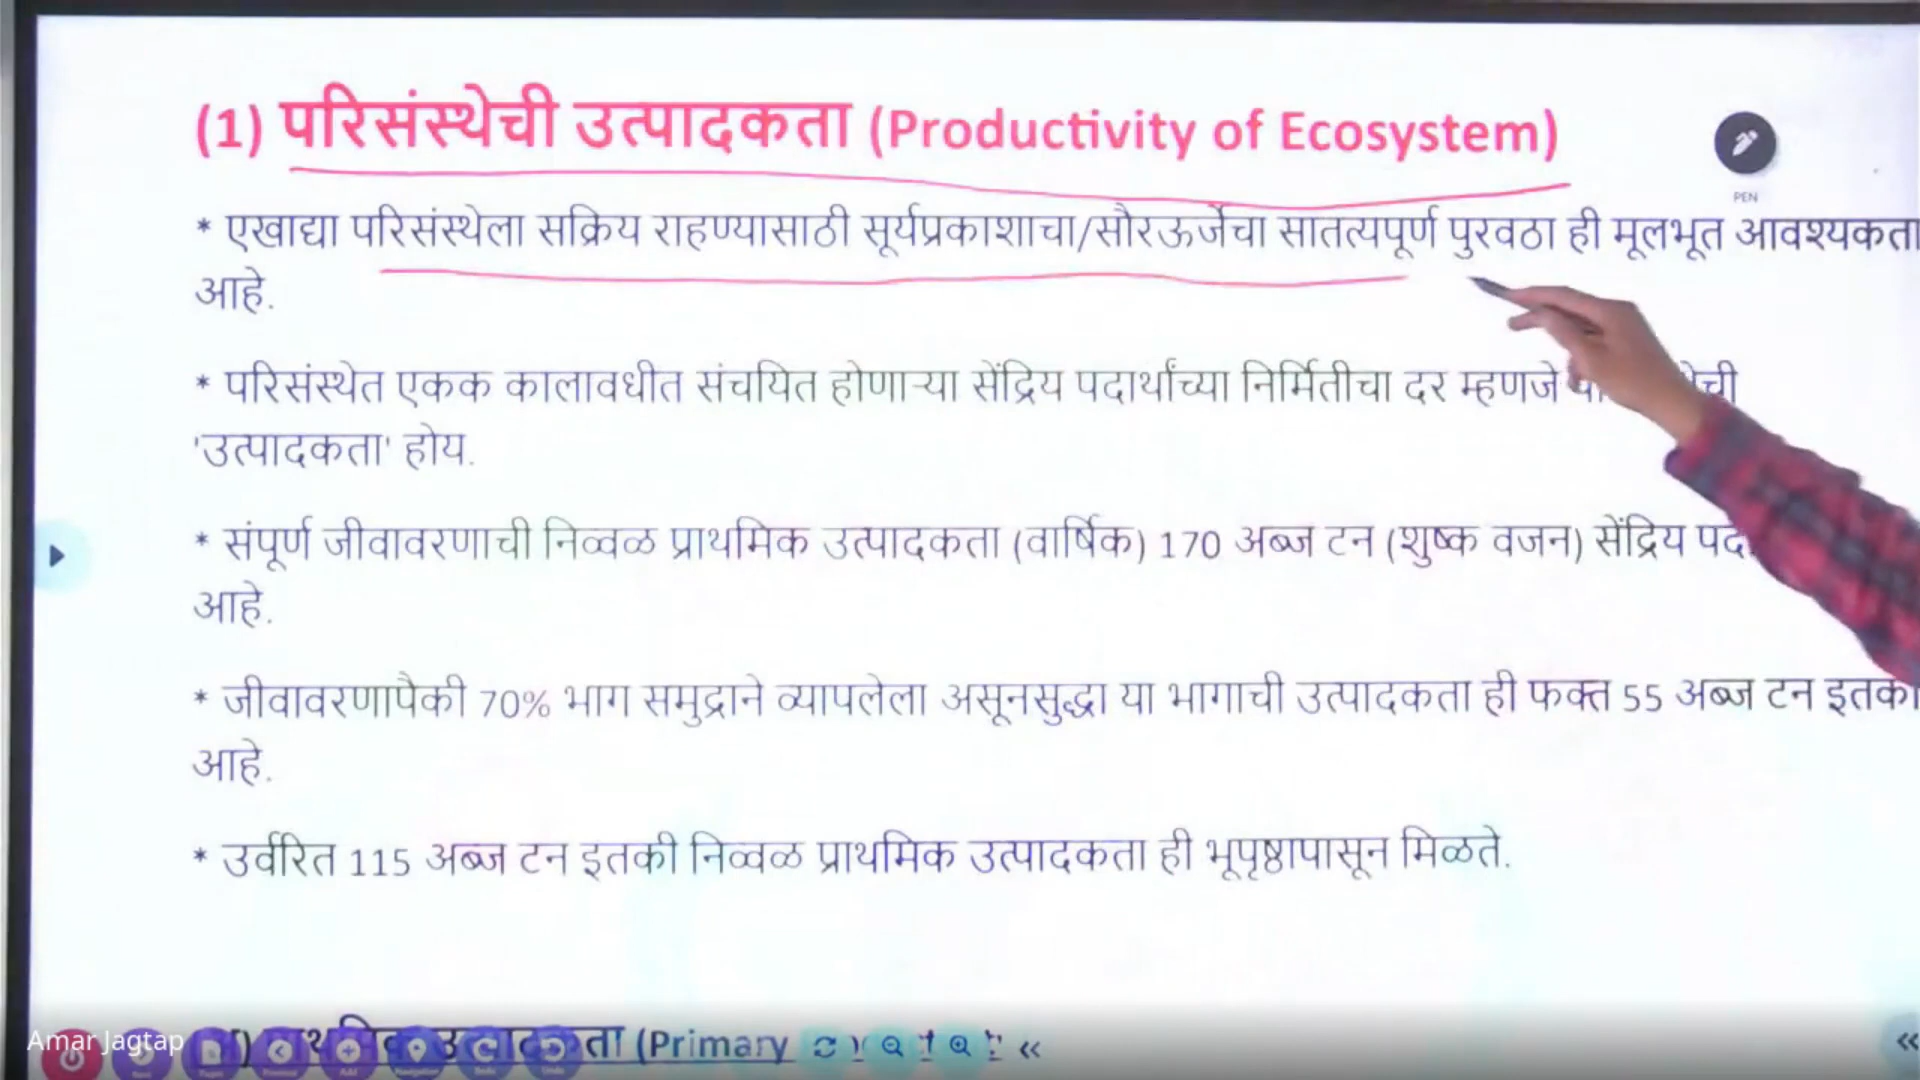 (1) परिसंस्थेची उत्पादकता (Productivity of Ecosystem)
PEN
* एखाद्या परिसंस्थेला सक्रिय राहण्यासाठी सूर्यप्रकाशाचा/सौरऊर्जेचा सातत्यपूर्ण पुरवठा ही मूलभूत आवश्यकता
आहे.
* परिसंस्थेत एकक कालावधीत संचयित होणाऱ्या सेंद्रिय पदार्थांच्या निर्मितीचा दर म्हणजे
'उत्पादकता' होय.
* संपूर्ण जीवावरणाची निव्वळ प्राथमिक उत्पादकता (वार्षिक) 170 अब्ज टन (शुष्क वजन) सेंद्रिय
आहे.
* जीवावरणापैकी 70% भाग समुद्राने व्यापलेला असूनसुद्धा या भागाची उत्पादकता ही फक्त 55 अब्ज टन इतकी
आहे.
* उर्वरित 115 अब्ज टन इतकी निव्वळ प्राथमिक उत्पादकता ही भूपृष्ठापासून मिळते.
Amar Jagtap
(Primary